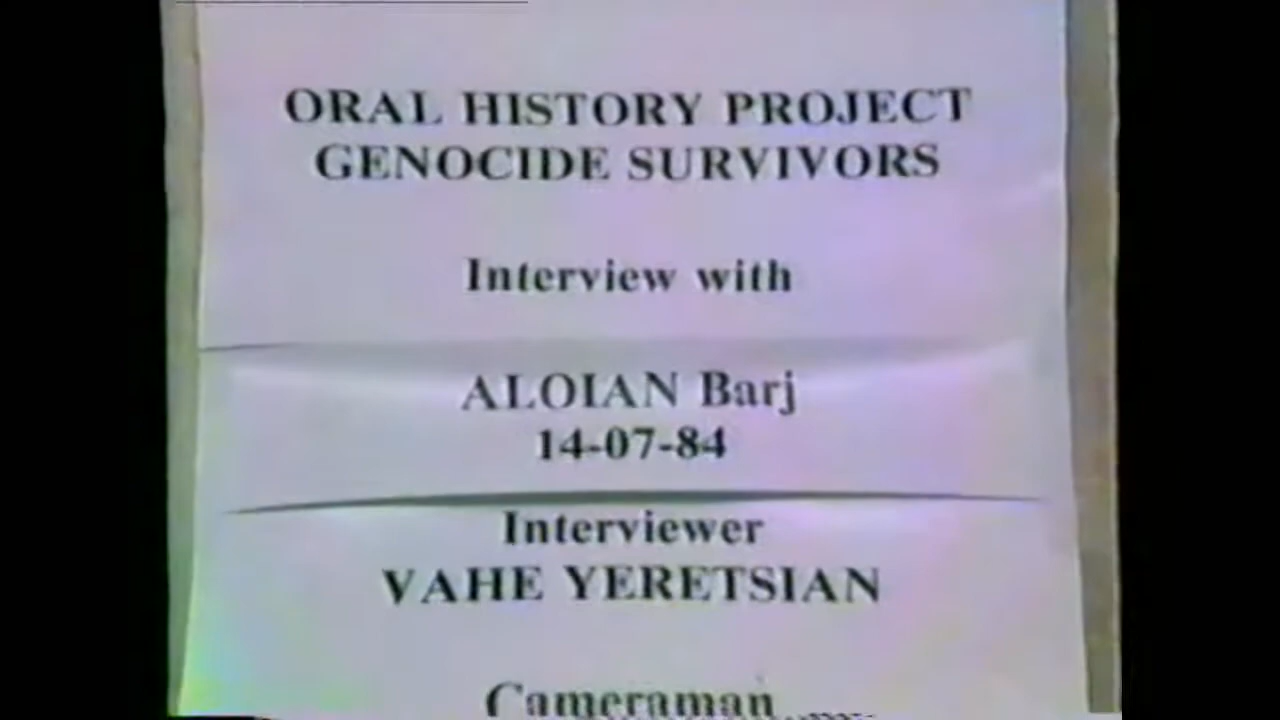 ORAL HISTORY PROJECT
GENOCIDE SURVIVORS
Interview with
ALOIAN Barj
14-07-84
Interviewer
VAHE YERETSIAN
Cameraman